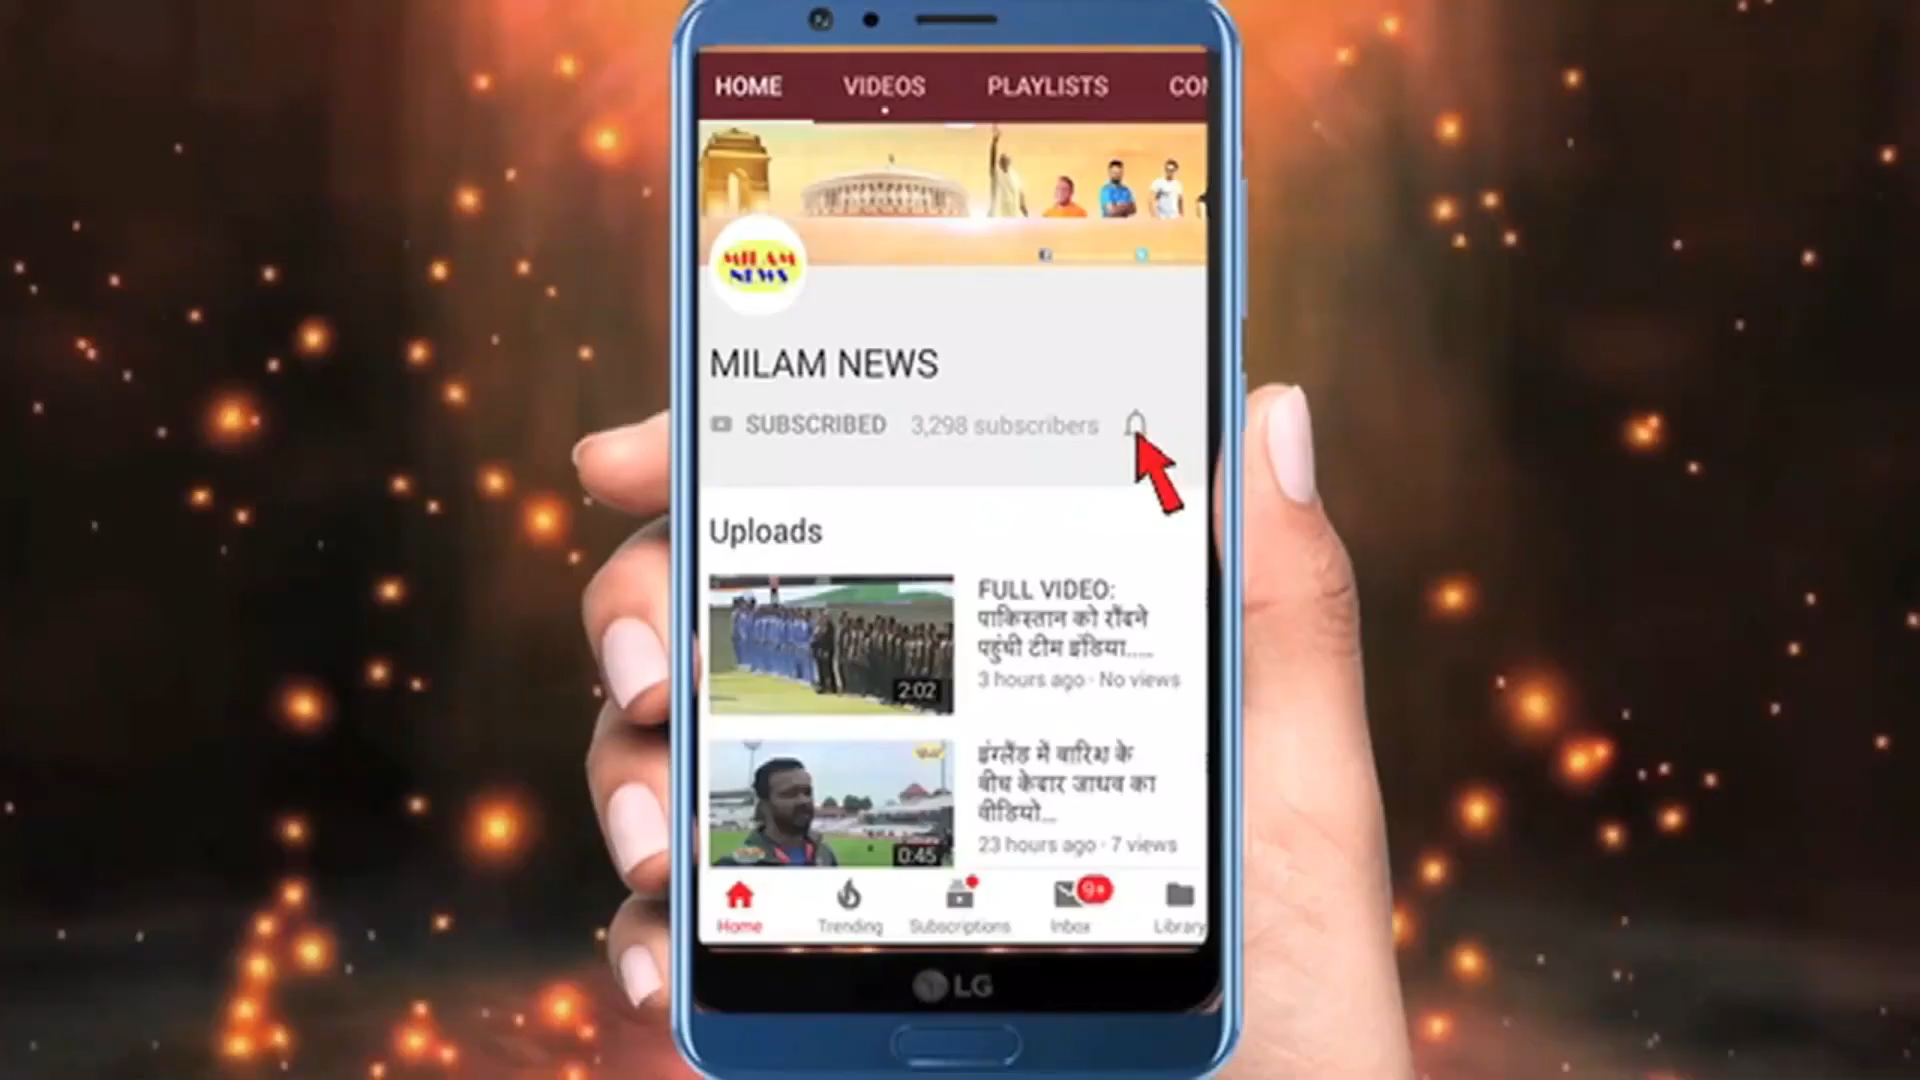 HOME VIDEOS PLAYLISTS CON
MILAM
NEWS
MILAM NEWS
SUBSCRIBED 3,298 subscribers
Uploads
FULL VIDEO:
पाकिस्तान को रौंदने
पहुंची टीम इंडिया.....
3 hours ago · No views
2:02
इंग्लैंड में बारिश के
बीच केदार जाधव का
वीडियो...
23 hours ago · 7 views
0:45
9+
Home Trending Subscriptions Inbox Library
LG